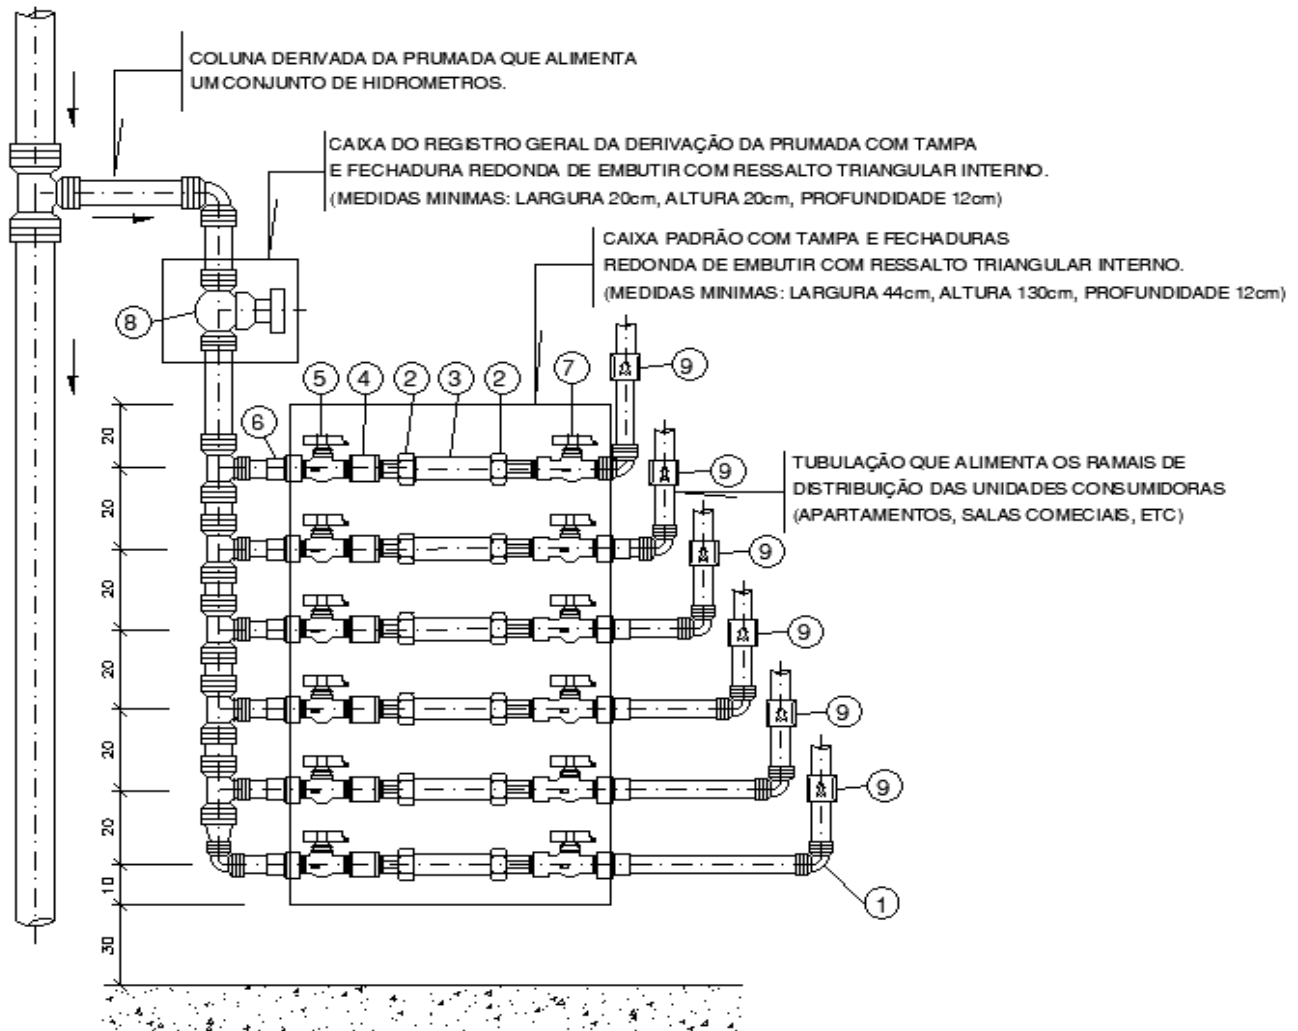 COLUNA DERIVADA DA PRUMADA QUE ALIMENTA
UM CONJUNTO DE HIDROMETROS.
CAIXA DO REGISTRO GERAL DA DERIVAÇÃO DA PRUMADA COM TAMPA
E FECHADURA REDONDA DE EMBUTIR COM RESSALTO TRIANGULAR INTERNO.
(MEDIDAS MINIMAS: LARGURA 20cm, ALTURA 20cm, PROFUNDIDADE 12cm)
CAIXA PADRÃO COM TAMPA E FECHADURAS
REDONDA DE EMBUTIR COM RESSALTO TRIANGULAR INTERNO.
(MEDIDAS MINIMAS: LARGURA 44cm, ALTURA 130cm, PROFUNDIDADE 12cm)
8
5
4
2
3
2
7
9
6
20
9
TUBULAÇÃO QUE ALIMENTA OS RAMAIS DE
DISTRIBUIÇÃO DAS UNIDADES CONSUMIDORAS
(APARTAMENTOS, SALAS COMECIAIS, ETC)
20
9
20
9
20
9
20
9
20
10
1
30